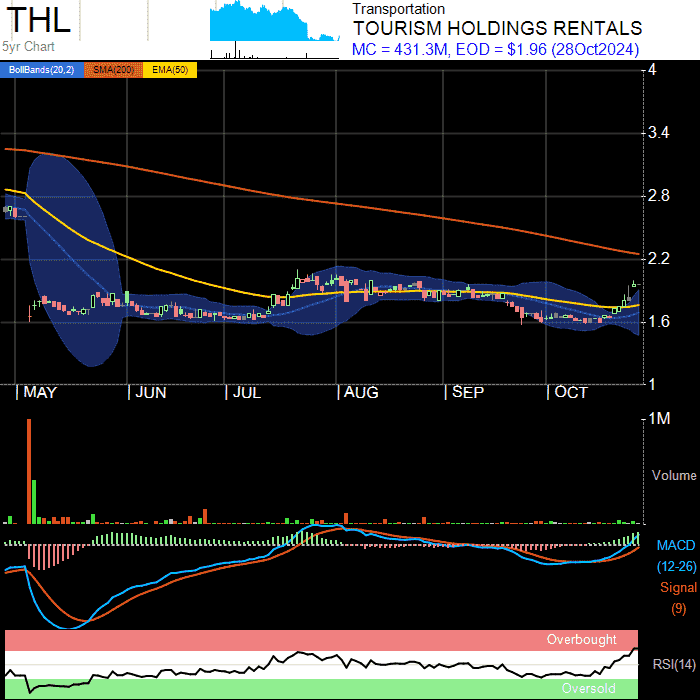 THL
5yr Chart
Transportation
TOURISM HOLDINGS RENTALS
MC = 431.3M, EOD = $1.96 (28Oct2024)
BollBands(20,2) SMA(200) EMA(50)
4
3.4
2.8
2.2
1.6
1
MAY JUN JUL AUG SEP OCT
1M
Volume
MACD
(12-26)
Signal
(9)
Overbought
RSI(14)
Oversold